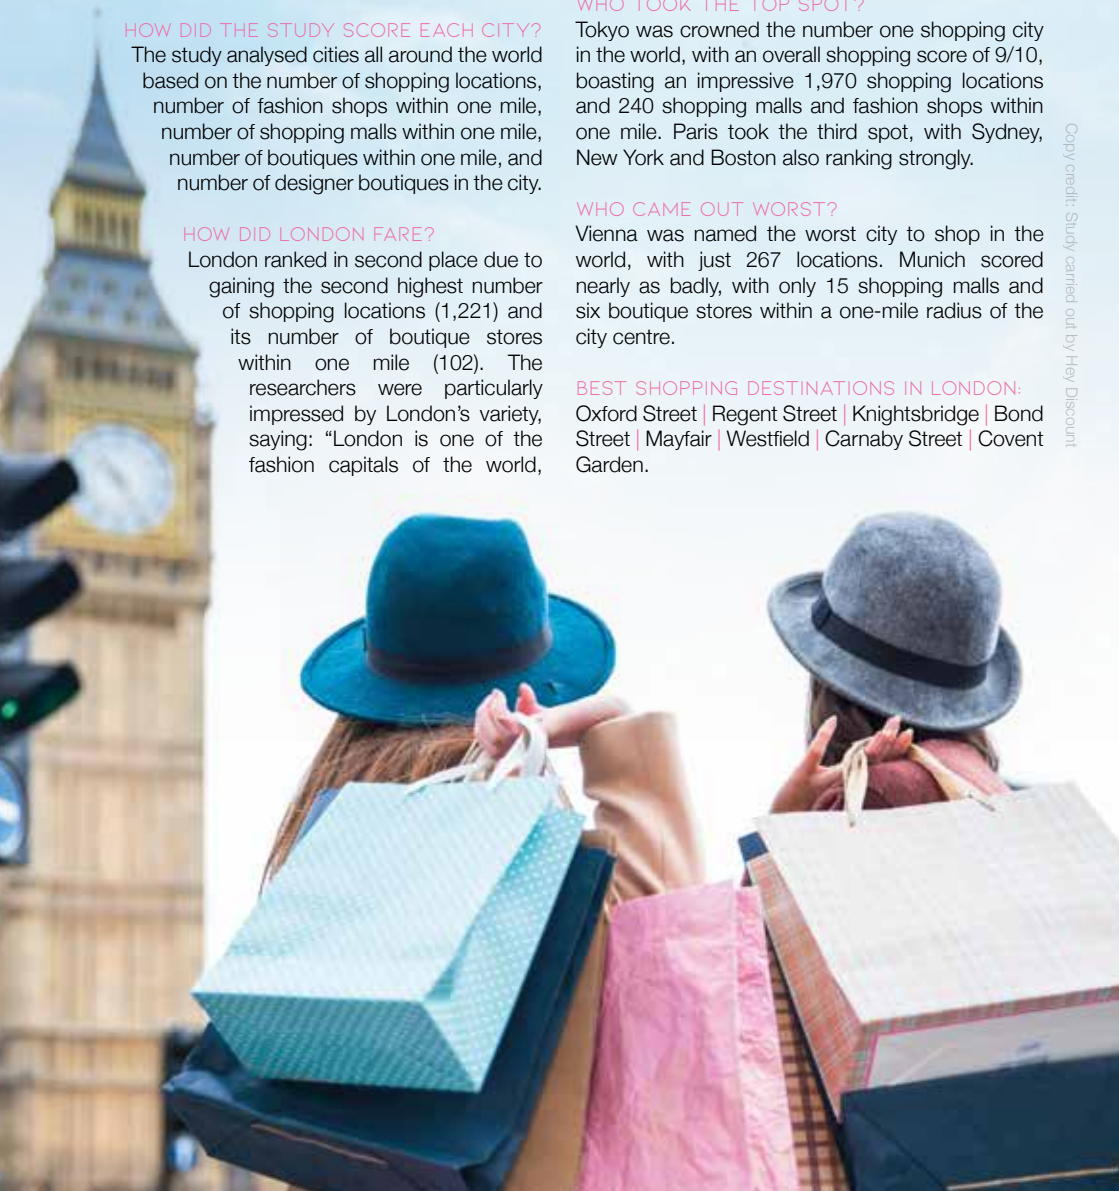 HOW DID THE STUDY SCORE EACH CITY?
The study analysed cities all around the world
based on the number of shopping locations,
number of fashion shops within one mile,
number of shopping malls within one mile,
number of boutiques within one mile, and
number of designer boutiques in the city.
HOW DID LONDON FARE?
London ranked in second place due to
gaining the second highest number
of shopping locations (1,221) and
its number of boutique stores
within one mile (102). The
researchers were particularly
impressed by London’s variety,
saying: “London is one of the
fashion capitals of the world,
WHO TOOK THE TOP SPOT?
Tokyo was crowned the number one shopping city
in the world, with an overall shopping score of 9/10,
boasting an impressive 1,970 shopping locations
and 240 shopping malls and fashion shops within
one mile. Paris took the third spot, with Sydney,
New York and Boston also ranking strongly.
WHO CAME OUT WORST?
Vienna was named the worst city to shop in the
world, with just 267 locations. Munich scored
nearly as badly, with only 15 shopping malls and
six boutique stores within a one-mile radius of the
city centre.
BEST SHOPPING DESTINATIONS IN LONDON:
Oxford Street | Regent Street | Knightsbridge | Bond
Street | Mayfair | Westfield | Carnaby Street | Covent
Garden.
Copy credit: Study carried out by Hey Discount